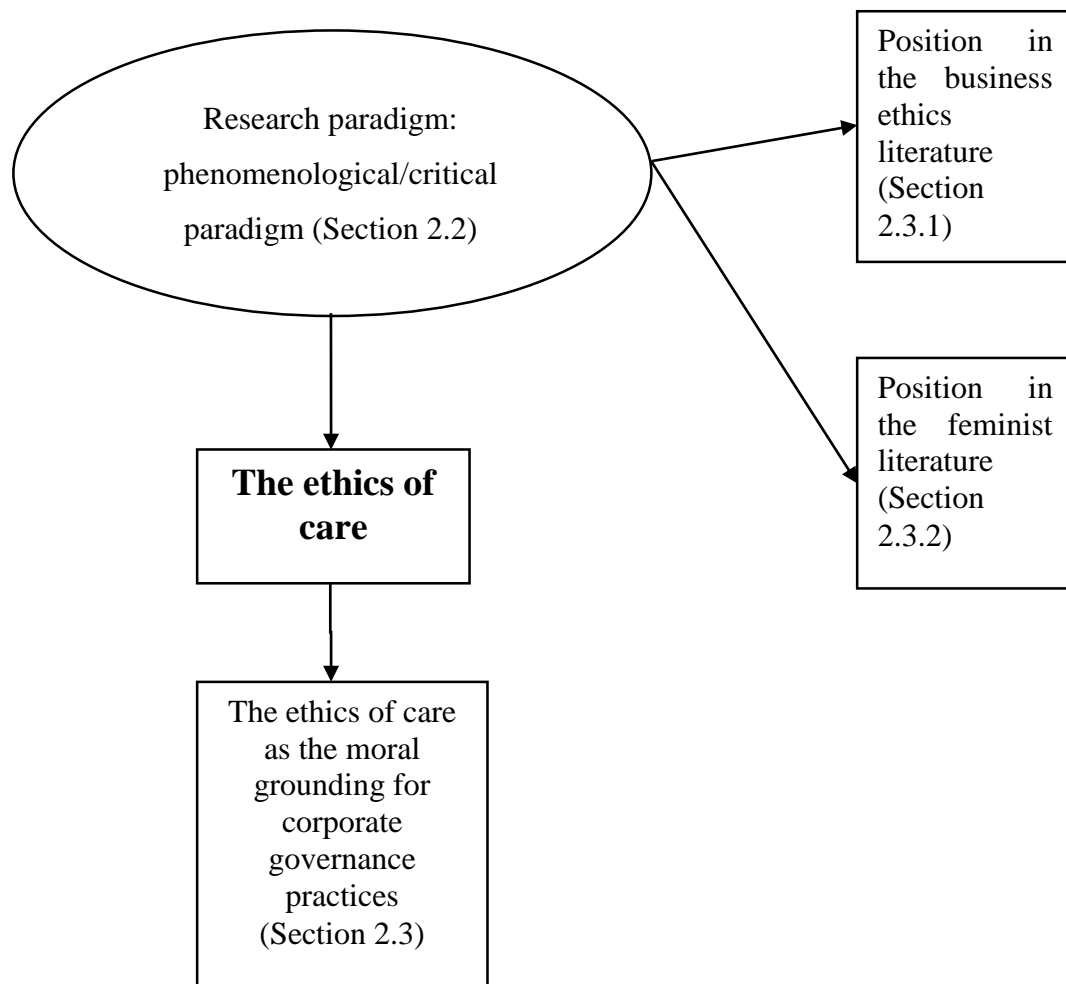 Research paradigm:
phenomenological/critical
paradigm (Section 2.2)
Position in
the business
ethics
literature
(Section
2.3.1)
Position in
the feminist
literature
(Section
2.3.2)
The ethics of
care
The ethics of care
as the moral
grounding for
corporate
governance
practices
(Section 2.3)